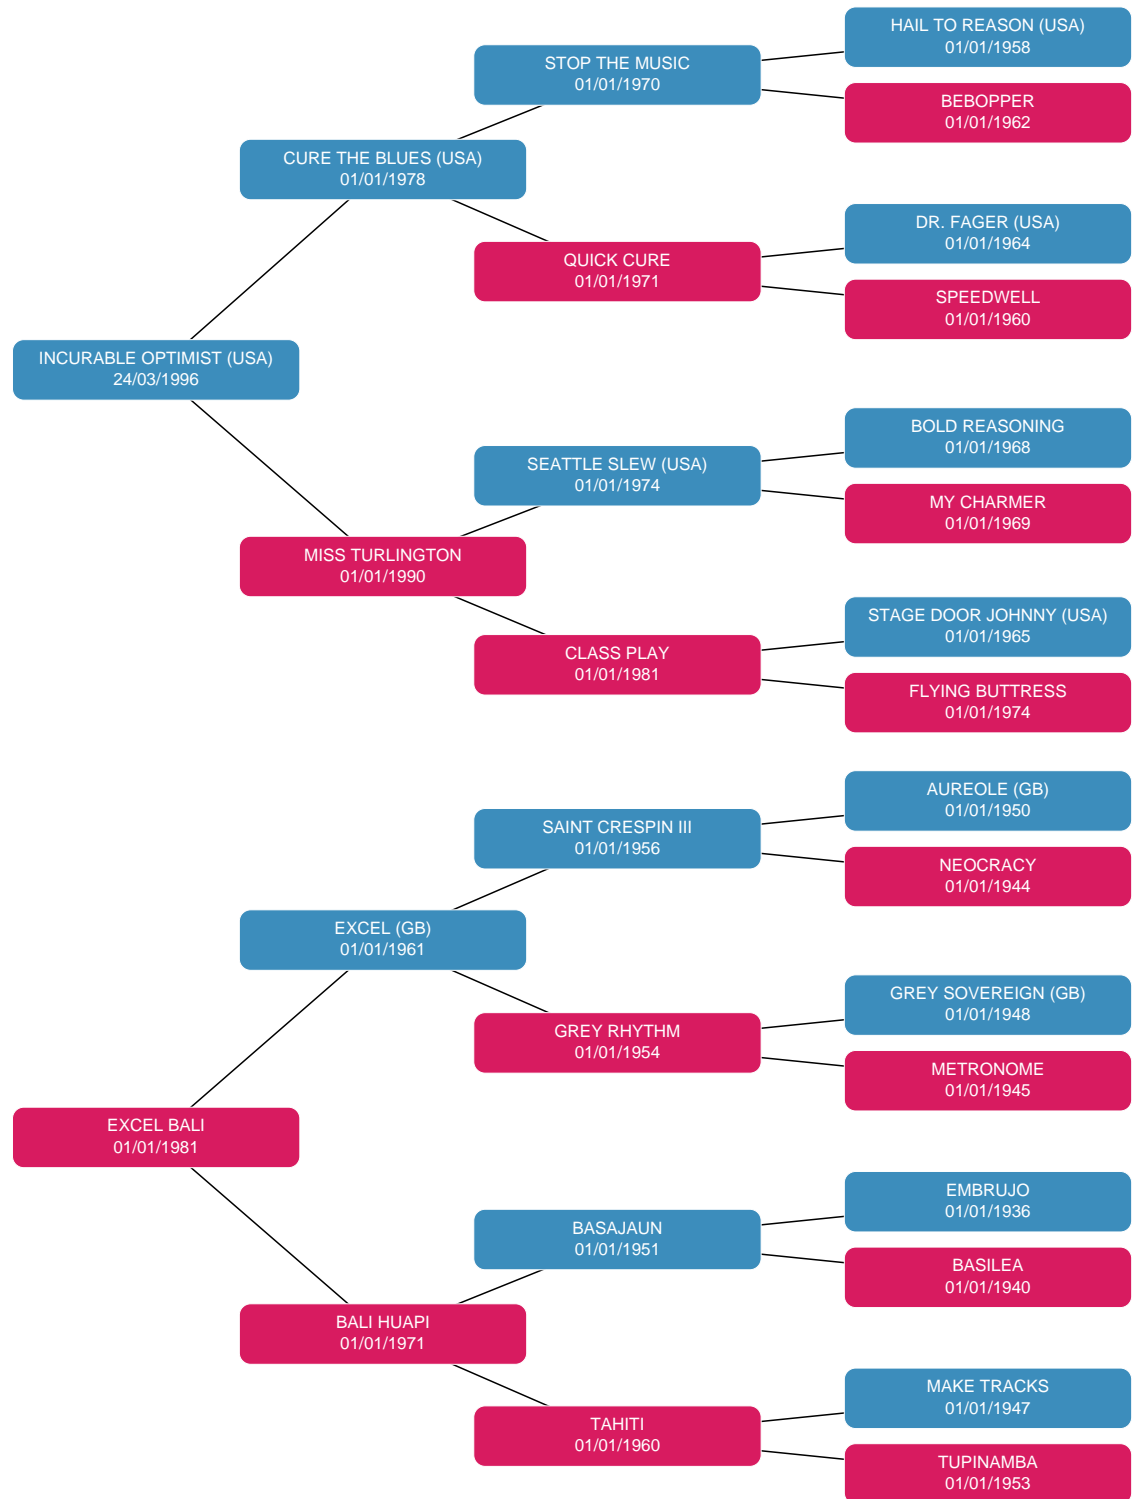 HAIL TO REASON (USA)
01/01/1958
STOP THE MUSIC
01/01/1970
BEBOPPER
01/01/1962
CURE THE BLUES (USA)
01/01/1978
DR. FAGER (USA)
01/01/1964
QUICK CURE
01/01/1971
SPEEDWELL
01/01/1960
INCURABLE OPTIMIST (USA)
24/03/1996
BOLD REASONING
01/01/1968
SEATTLE SLEW (USA)
01/01/1974
MY CHARMER
01/01/1969
MISS TURLINGTON
01/01/1990
STAGE DOOR JOHNNY (USA)
01/01/1965
CLASS PLAY
01/01/1981
FLYING BUTTRESS
01/01/1974
AUREOLE (GB)
01/01/1950
SAINT CRESPIN III
01/01/1956
NEOCRACY
01/01/1944
EXCEL (GB)
01/01/1961
GREY SOVEREIGN (GB)
01/01/1948
GREY RHYTHM
01/01/1954
METRONOME
01/01/1945
EXCEL BALI
01/01/1981
EMBRUJO
01/01/1936
BASAJAUN
01/01/1951
BASILEA
01/01/1940
BALI HUAPI
01/01/1971
MAKE TRACKS
01/01/1947
TAHITI
01/01/1960
TUPINAMBA
01/01/1953